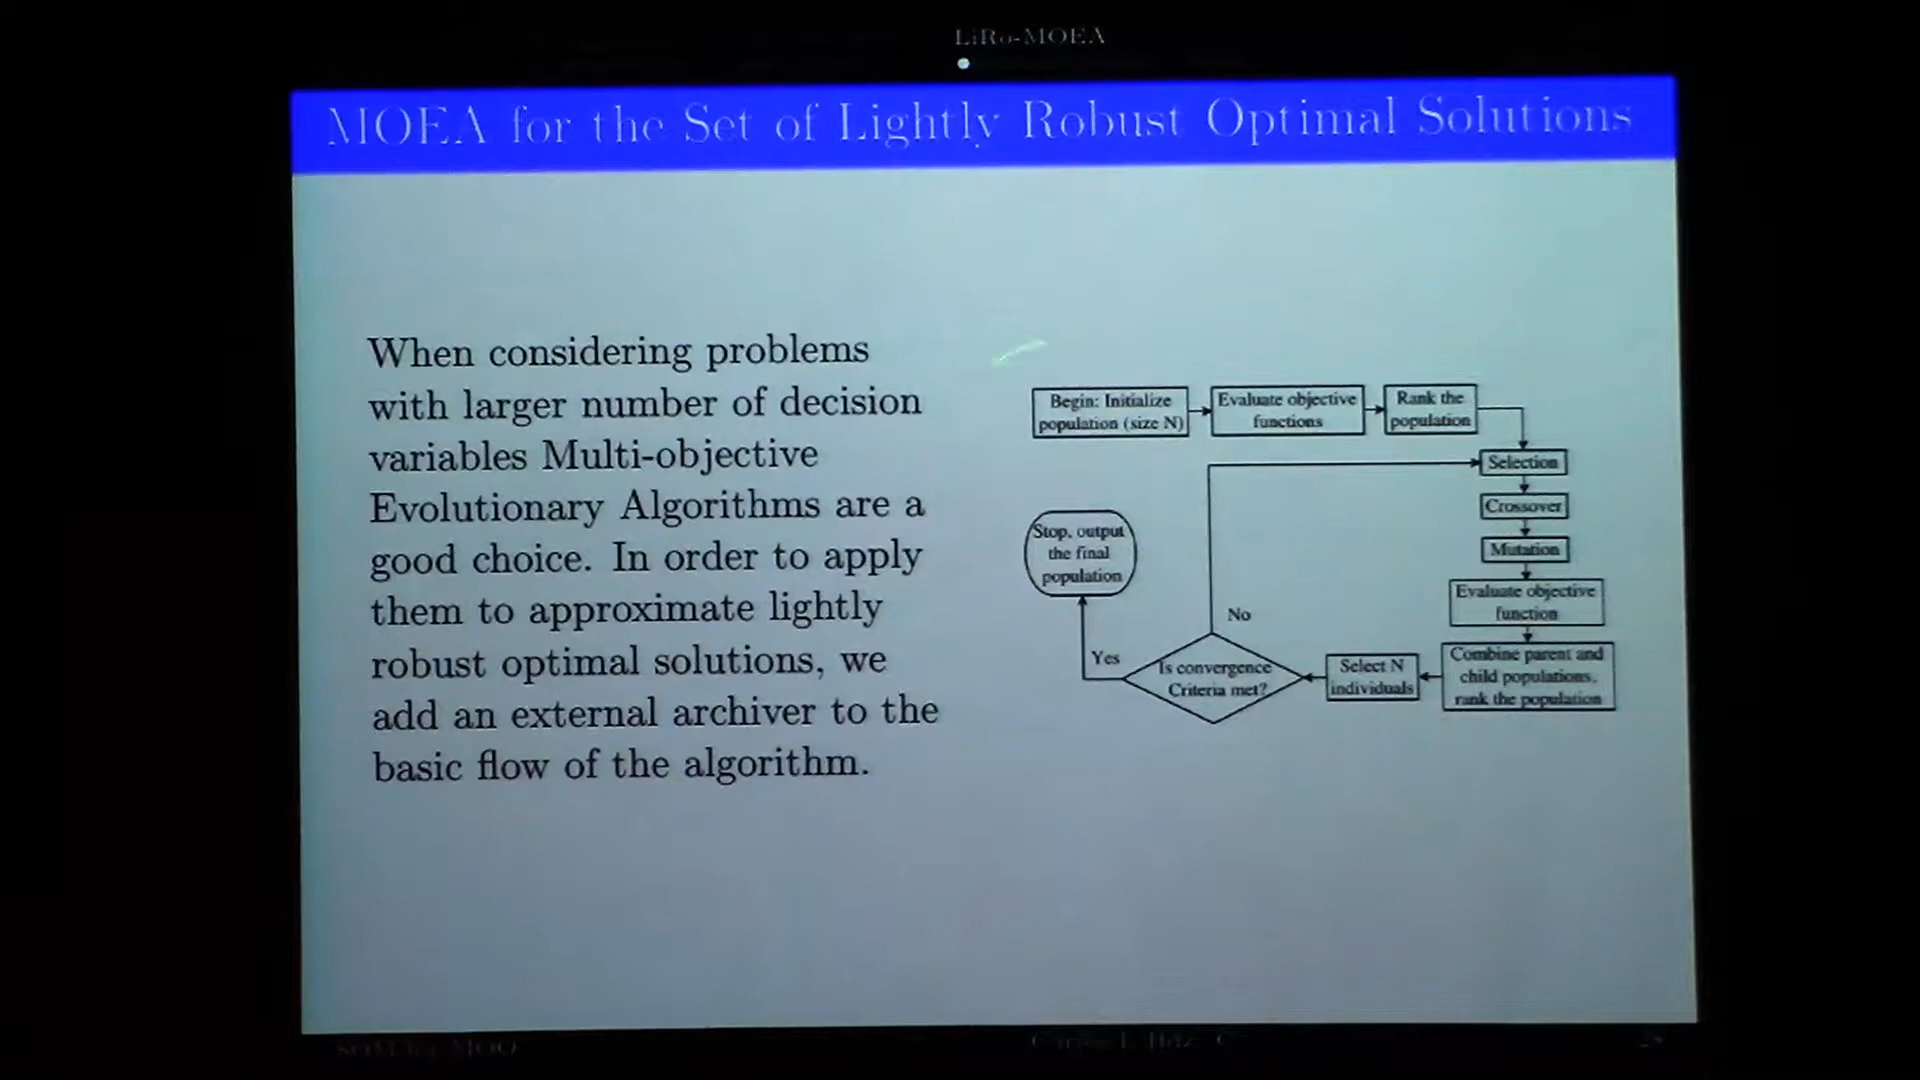 LiRo-MOEA
MOEA for the Set of Lightly Robust Optimal Solutions
When considering problems
with larger number of decision
variables Multi-objective
Evolutionary Algorithms are a
good choice. In order to apply
them to approximate lightly
robust optimal solutions, we
add an external archiver to the
basic flow of the algorithm.
Begin: Initialize
population (size N)
Evaluate objective
functions
Rank the
population
Selection
Crossover
Mutation
Evaluate objective
function
Combine parent and
child populations,
rank the population
Select N
individuals
Is convergence
Criteria met?
No
Yes
Stop, output
the final
population